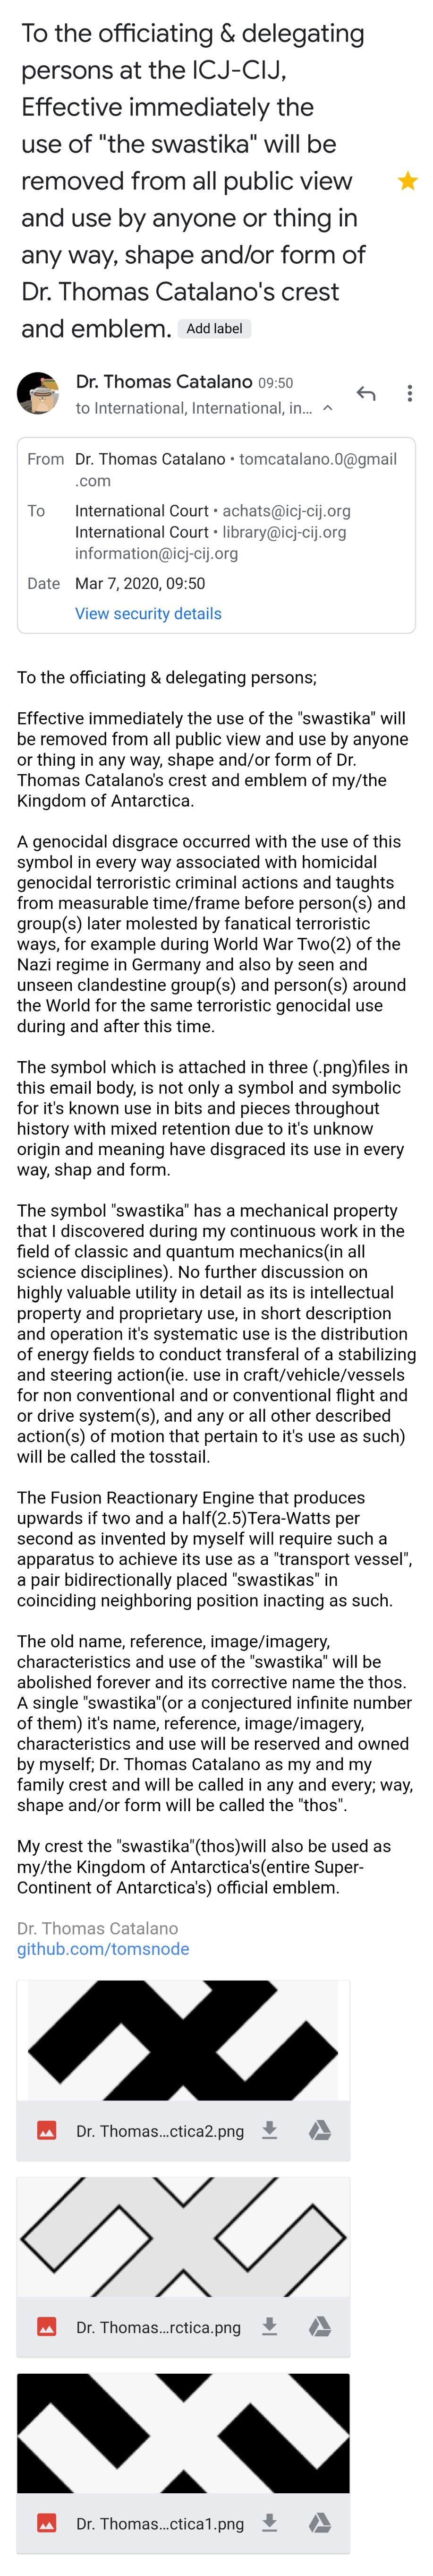 To the officiating & delegating
persons at the ICJ-CIJ,
Effective immediately the
use of "the swastika" will be
removed from all public view
and use by anyone or thing in
any way, shape and/or form of
Dr. Thomas Catalano's crest
and emblem. Add label
Dr. Thomas Catalano 09:50
to International, International, in...
From Dr. Thomas Catalano • tomcatalano.0@gmail
.com
To International Court • achats@icj-cij.org
International Court • library@icj-cij.org
information@icj-cij.org
Date Mar 7, 2020, 09:50
View security details
To the officiating & delegating persons;
Effective immediately the use of the "swastika" will
be removed from all public view and use by anyone
or thing in any way, shape and/or form of Dr.
Thomas Catalano's crest and emblem of my/the
Kingdom of Antarctica.
A genocidal disgrace occurred with the use of this
symbol in every way associated with homicidal
genocidal terroristic criminal actions and taughts
from measurable time/frame before person(s) and
group(s) later molested by fanatical terroristic
ways, for example during World War Two(2) of the
Nazi regime in Germany and also by seen and
unseen clandestine group(s) and person(s) around
the World for the same terroristic genocidal use
during and after this time.
The symbol which is attached in three (.png)files in
this email body, is not only a symbol and symbolic
for it's known use in bits and pieces throughout
history with mixed retention due to it's unknow
origin and meaning have disgraced its use in every
way, shap and form.
The symbol "swastika" has a mechanical property
that I discovered during my continuous work in the
field of classic and quantum mechanics(in all
science disciplines). No further discussion on
highly valuable utility in detail as its is intellectual
property and proprietary use, in short description
and operation it's systematic use is the distribution
of energy fields to conduct transferal of a stabilizing
and steering action(ie. use in craft/vehicle/vessels
for non conventional and or conventional flight and
or drive system(s), and any or all other described
action(s) of motion that pertain to it's use as such)
will be called the tosstail.
The Fusion Reactionary Engine that produces
upwards if two and a half(2.5)Tera-Watts per
second as invented by myself will require such a
apparatus to achieve its use as a "transport vessel",
a pair bidirectionally placed "swastikas" in
coinciding neighboring position inacting as such.
The old name, reference, image/imagery,
characteristics and use of the "swastika" will be
abolished forever and its corrective name the thos.
A single "swastika"(or a conjectured infinite number
of them) it's name, reference, image/imagery,
characteristics and use will be reserved and owned
by myself; Dr. Thomas Catalano as my and my
family crest and will be called in any and every; way,
shape and/or form will be called the "thos".
My crest the "swastika"(thos)will also be used as
my/the Kingdom of Antarctica's(entire Super-
Continent of Antarctica's) official emblem.
Dr. Thomas Catalano
github.com/tomsnode
Dr. Thomas...ctica2.png
Dr. Thomas...rctica.png
Dr. Thomas...ctica1.png